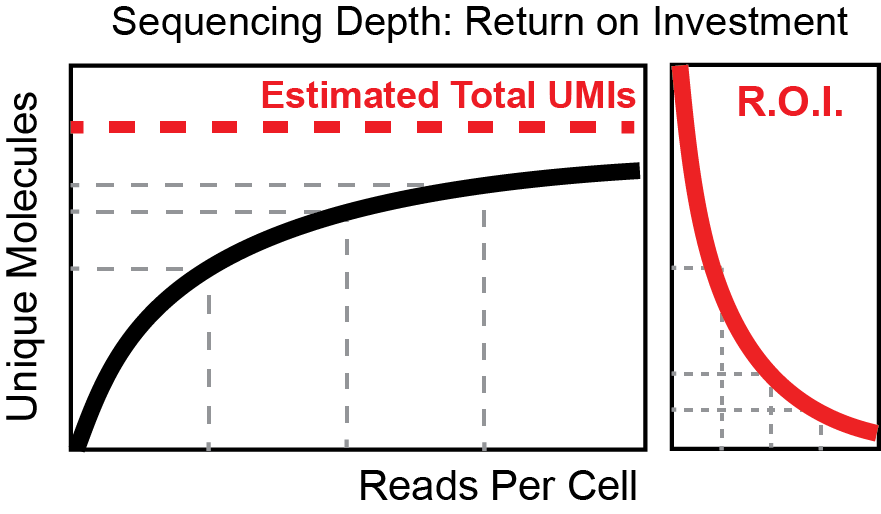 Sequencing Depth: Return on Investment
Estimated Total UMIs
R.O.I.
Unique Molecules
Reads Per Cell